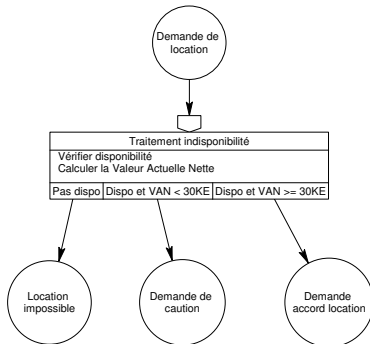 Demande de
location
Traitement indisponibilité
Vérifier disponibilité
Calculer la Valeur Actuelle Nette
Pas dispo Dispo et VAN < 30KE Dispo et VAN >= 30KE
Location
impossible
Demande de
caution
Demande
accord location